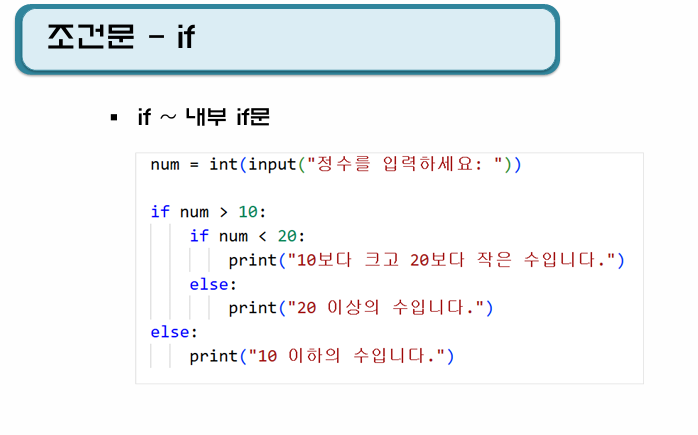 조건문 - if
▪ if ~ 내부 if문
num = int(input("정수를 입력하세요: "))
if num > 10:
    if num < 20:
        print("10보다 크고 20보다 작은 수입니다.")
    else:
        print("20 이상의 수입니다.")
else:
    print("10 이하의 수입니다.")